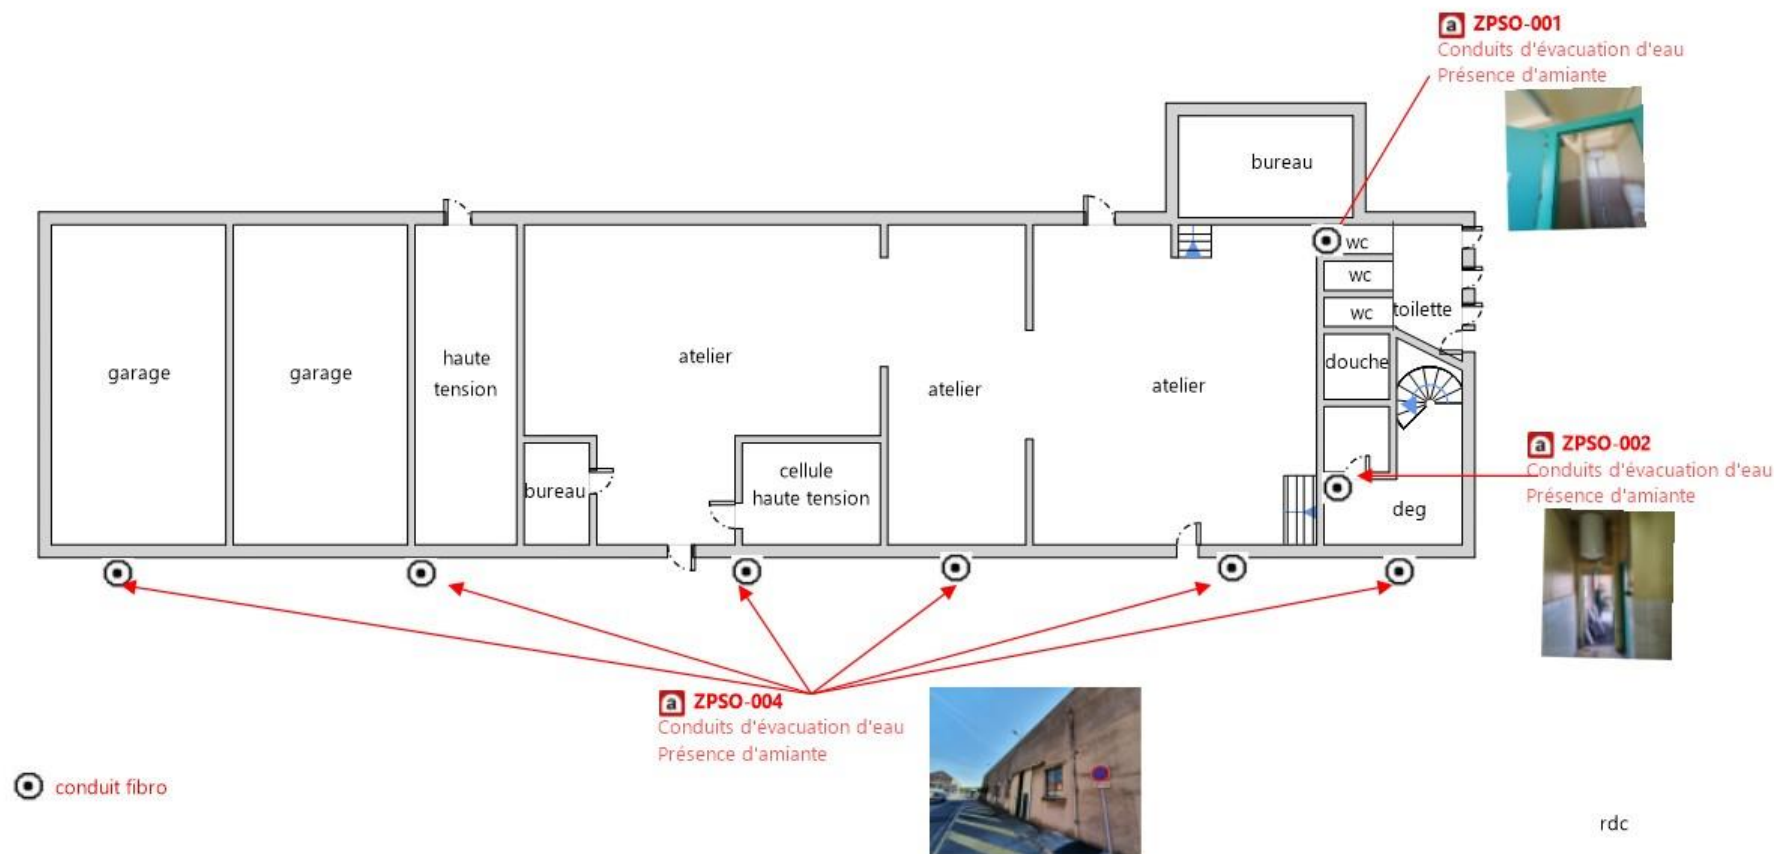 a ZPSO-001
Conduits d'évacuation d'eau
Présence d'amiante
bureau
wc
wc
wc
toilette
garage
garage
haute
tension
atelier
atelier
atelier
douche
a ZPSO-002
Conduits d'évacuation d'eau
Présence d'amiante
bureau
cellule
haute tension
deg
a ZPSO-004
Conduits d'évacuation d'eau
Présence d'amiante
conduit fibro
rdc